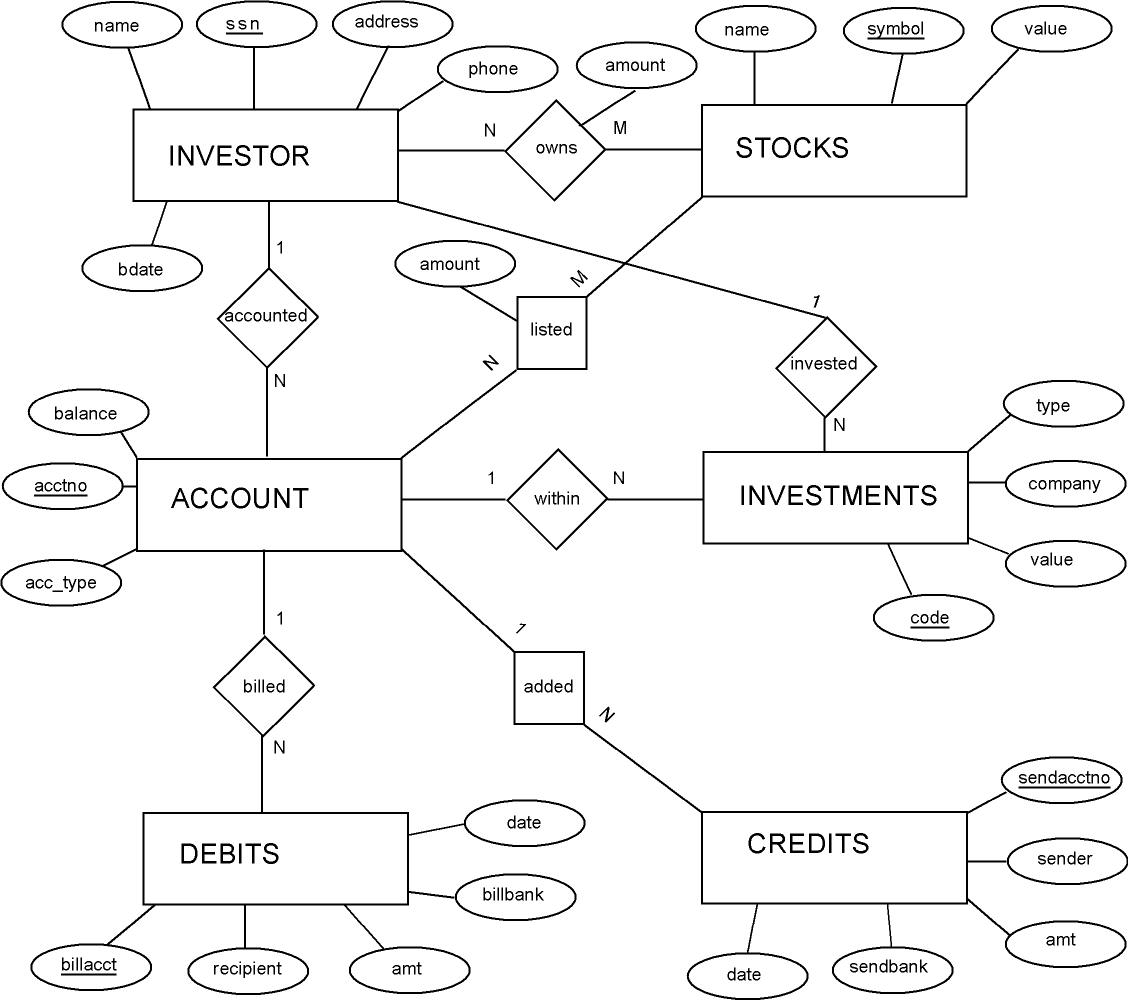 name
ssn
address
name
symbol
value
phone
amount
INVESTOR
N
owns
M
STOCKS
1
bdate
amount
M
accounted
listed
1
N
N
invested
N
balance
type
acctno
ACCOUNT
1
within
N
INVESTMENTS
company
acc_type
value
1
code
1
billed
added
N
N
sendacctno
date
DEBITS
CREDITS
sender
billbank
billacct
recipient
amt
date
sendbank
amt